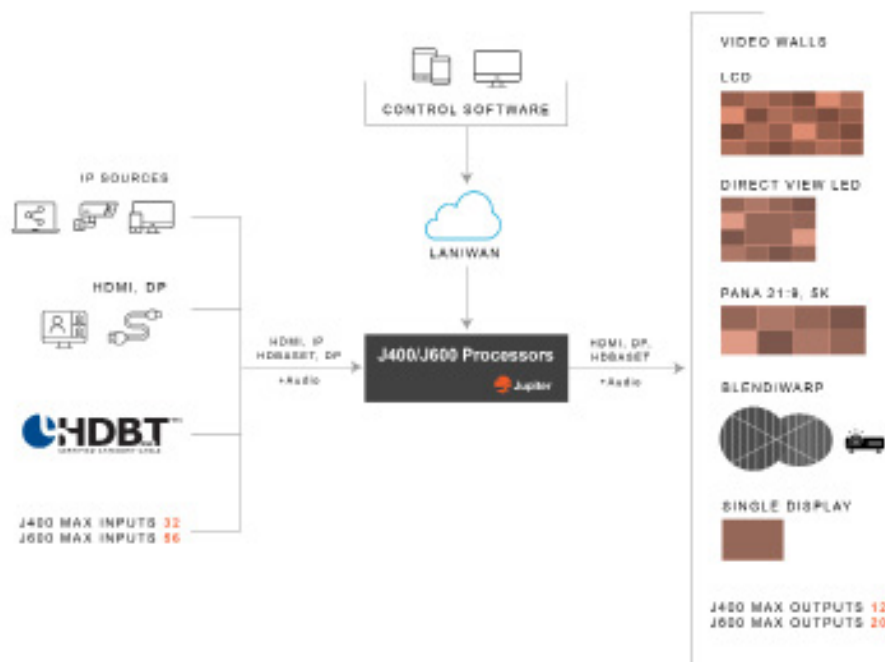 CONTROL SOFTWARE
LAN/WAN
IP SOURCES
HDMI, DP
HDBT
J400 MAX INPUTS 32
J600 MAX INPUTS 56
HDMI, IP
HDBASET, DP
+Audio
J400/J600 Processors
Jupiter
HDMI, DP,
HDBASET
+Audio
VIDEO WALLS
LCD
DIRECT VIEW LED
PANA 21:9, 5K
BLEND/WARP
SINGLE DISPLAY
J400 MAX OUTPUTS 12
J600 MAX OUTPUTS 20